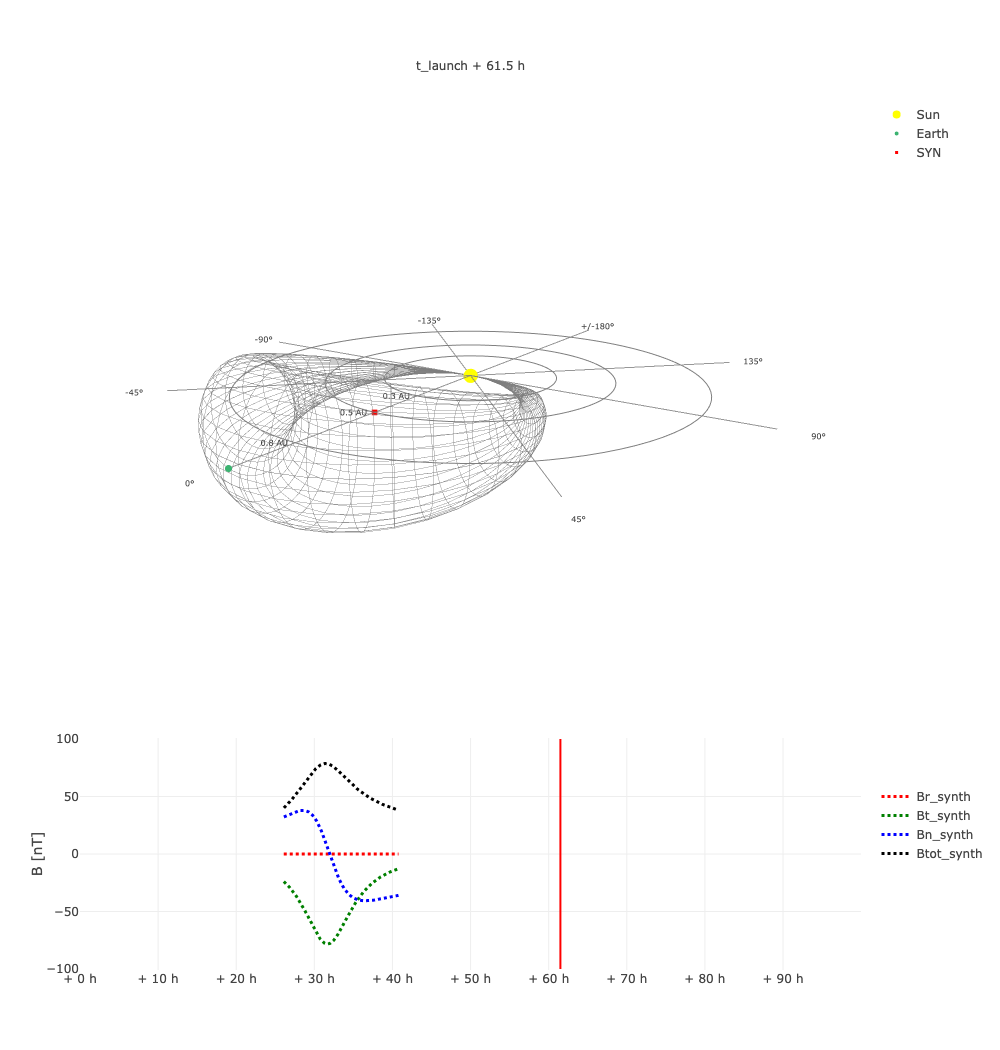 t_launch + 61.5 h
Sun
Earth
SYN
-135°
+/-180°
-90°
135°
-45°
0.3 AU
0.5 AU
90°
0.8 AU
0°
45°
100
50
0
−50
−100
B [nT]
+ 0 h
+ 10 h
+ 20 h
+ 30 h
+ 40 h
+ 50 h
+ 60 h
+ 70 h
+ 80 h
+ 90 h
Br_synth
Bt_synth
Bn_synth
Btot_synth